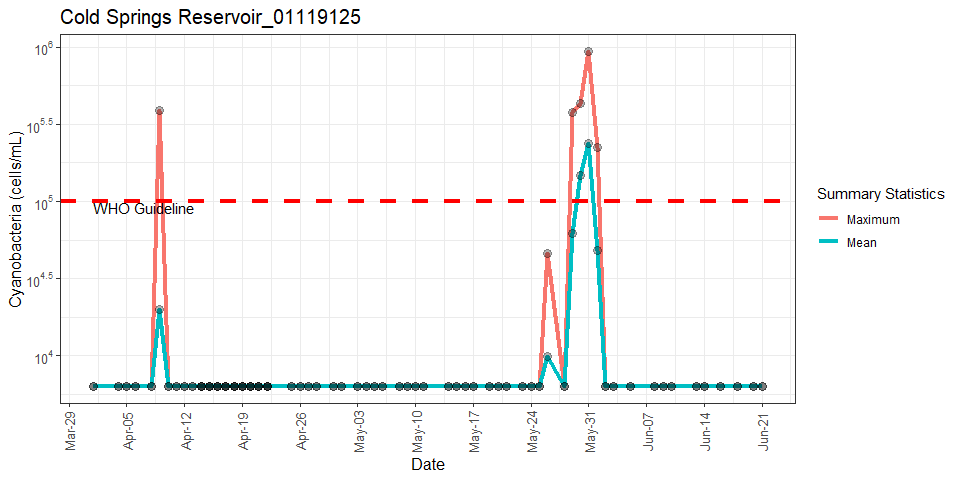 Cold Springs Reservoir_01119125
Cyanobacteria (cells/mL)
10^6
10^5.5
10^5
10^4.5
10^4
WHO Guideline
Mar-29
Apr-05
Apr-12
Apr-19
Apr-26
May-03
May-10
May-17
May-24
May-31
Jun-07
Jun-14
Jun-21
Date
Summary Statistics
Maximum
Mean